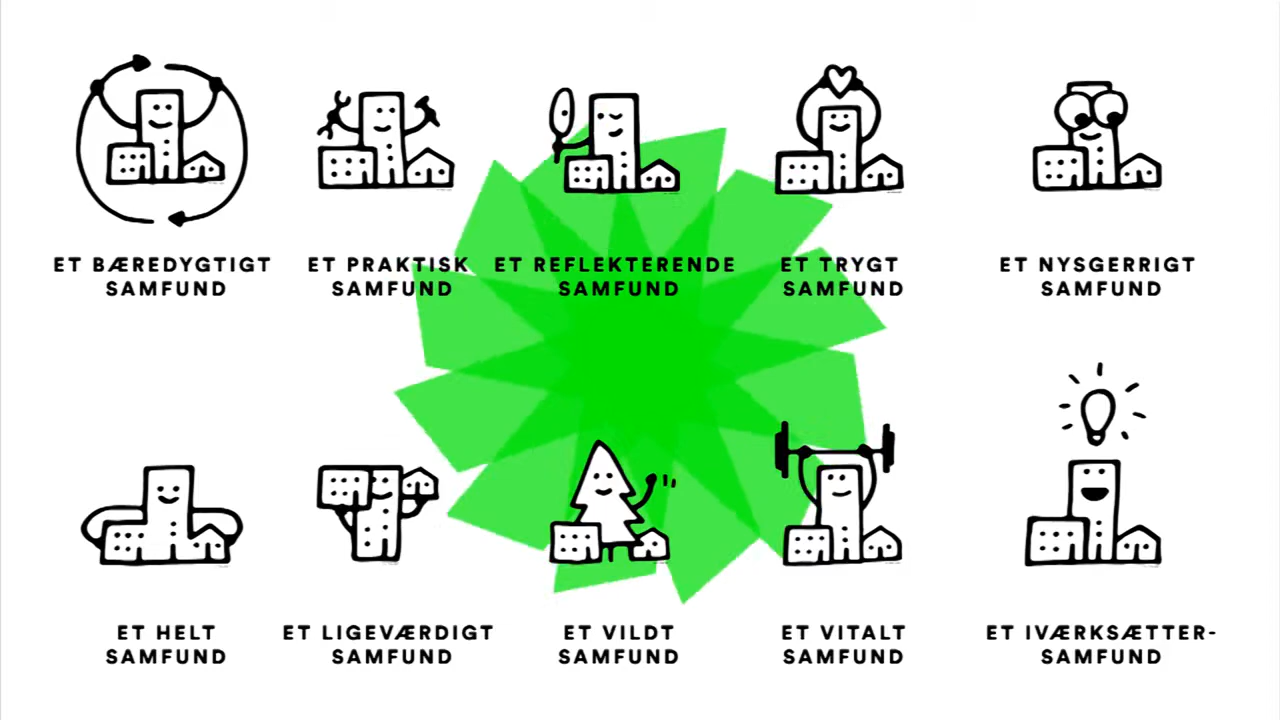 ET BÆREDYGTIGT
SAMFUND
ET PRAKTISK
SAMFUND
ET REFLEKTERENDE
SAMFUND
ET TRYGT
SAMFUND
ET NYSGERRIGT
SAMFUND
ET HELT
SAMFUND
ET LIGEVÆRDIGT
SAMFUND
ET VILDT
SAMFUND
ET VITALT
SAMFUND
ET IVÆRKSÆTTER-
SAMFUND